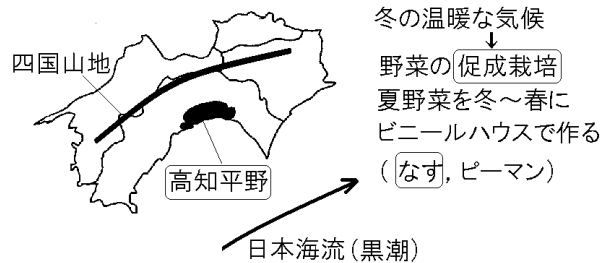 四国山地
高知平野
日本海流(黒潮)
冬の温暖な気候
野菜の促成栽培
夏野菜を冬～春に
ビニールハウスで作る
(なす,ピーマン)